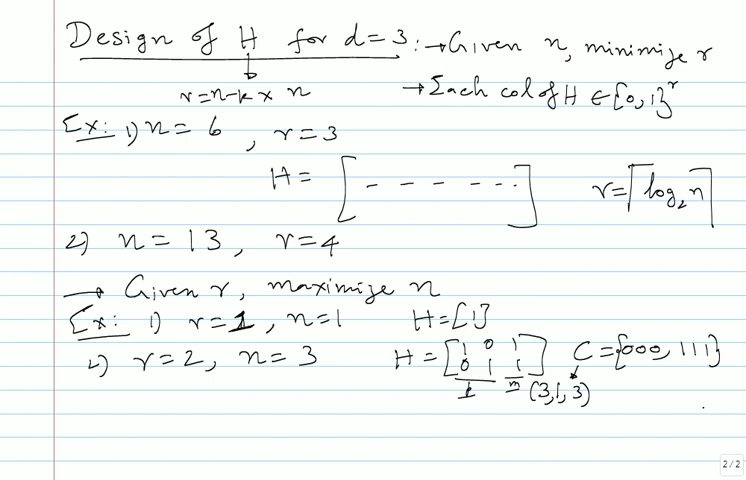 Design of H for d=3: → Given n, minimize r
r=n-k × n → Each col of H ∈ {0,1}^r
Ex: 1) n=6, r=3
H= [ - - - - - - ] r=⌈log₂n⌉
2) n=13, r=4
→ Given r, maximize n
Ex: 1) r=1, n=1 H=[1]
2) r=2, n=3 H= [1 0 1 C={000, 111}
0 1 1]
I m (3,1,3)
2/2